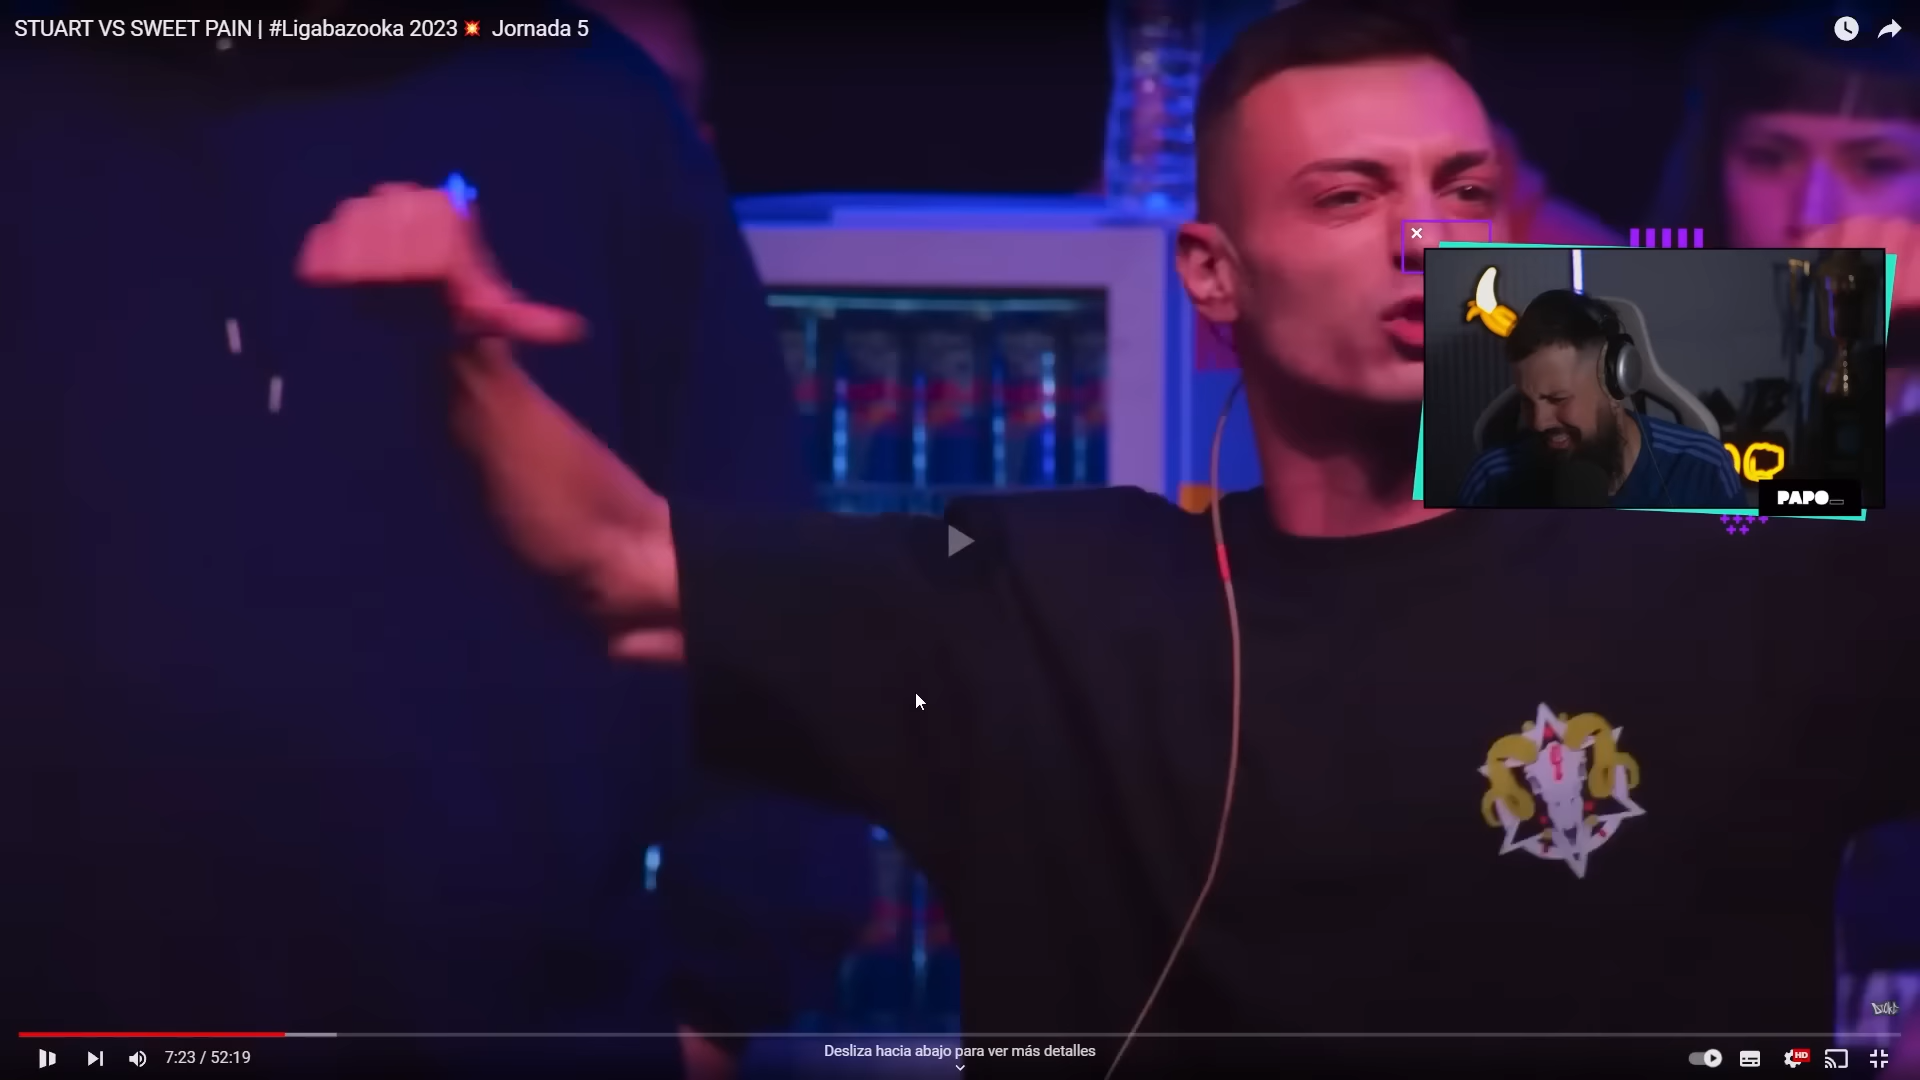 STUART VS SWEET PAIN | #Ligabazooka 2023💥 Jornada 5
PAPO
7:23 / 52:19
Desliza hacia abajo para ver más detalles
HD